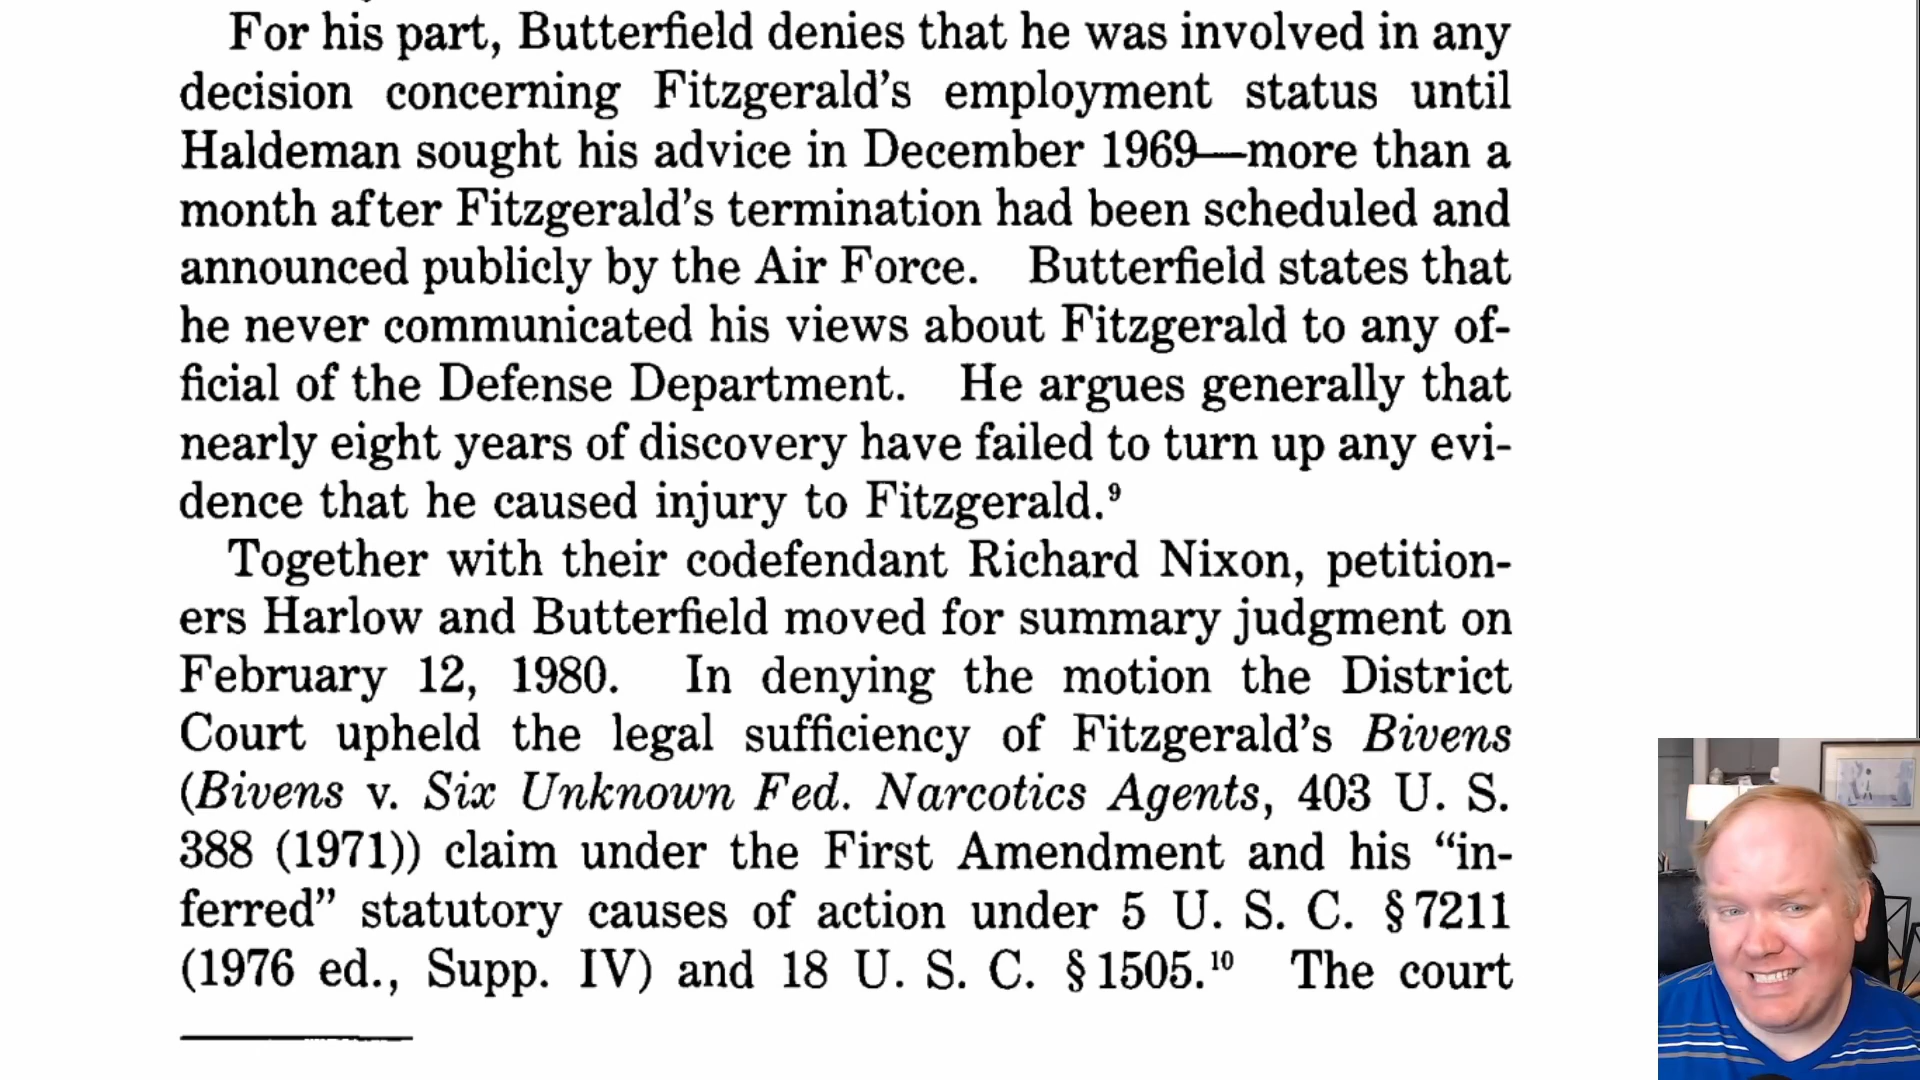 For his part, Butterfield denies that he was involved in any
decision concerning Fitzgerald's employment status until
Haldeman sought his advice in December 1969—more than a
month after Fitzgerald's termination had been scheduled and
announced publicly by the Air Force. Butterfield states that
he never communicated his views about Fitzgerald to any of-
ficial of the Defense Department. He argues generally that
nearly eight years of discovery have failed to turn up any evi-
dence that he caused injury to Fitzgerald.⁹
Together with their codefendant Richard Nixon, petition-
ers Harlow and Butterfield moved for summary judgment on
February 12, 1980. In denying the motion the District
Court upheld the legal sufficiency of Fitzgerald's Bivens
(Bivens v. Six Unknown Fed. Narcotics Agents, 403 U. S.
388 (1971)) claim under the First Amendment and his “in-
ferred” statutory causes of action under 5 U. S. C. § 7211
(1976 ed., Supp. IV) and 18 U. S. C. § 1505.¹⁰ The court